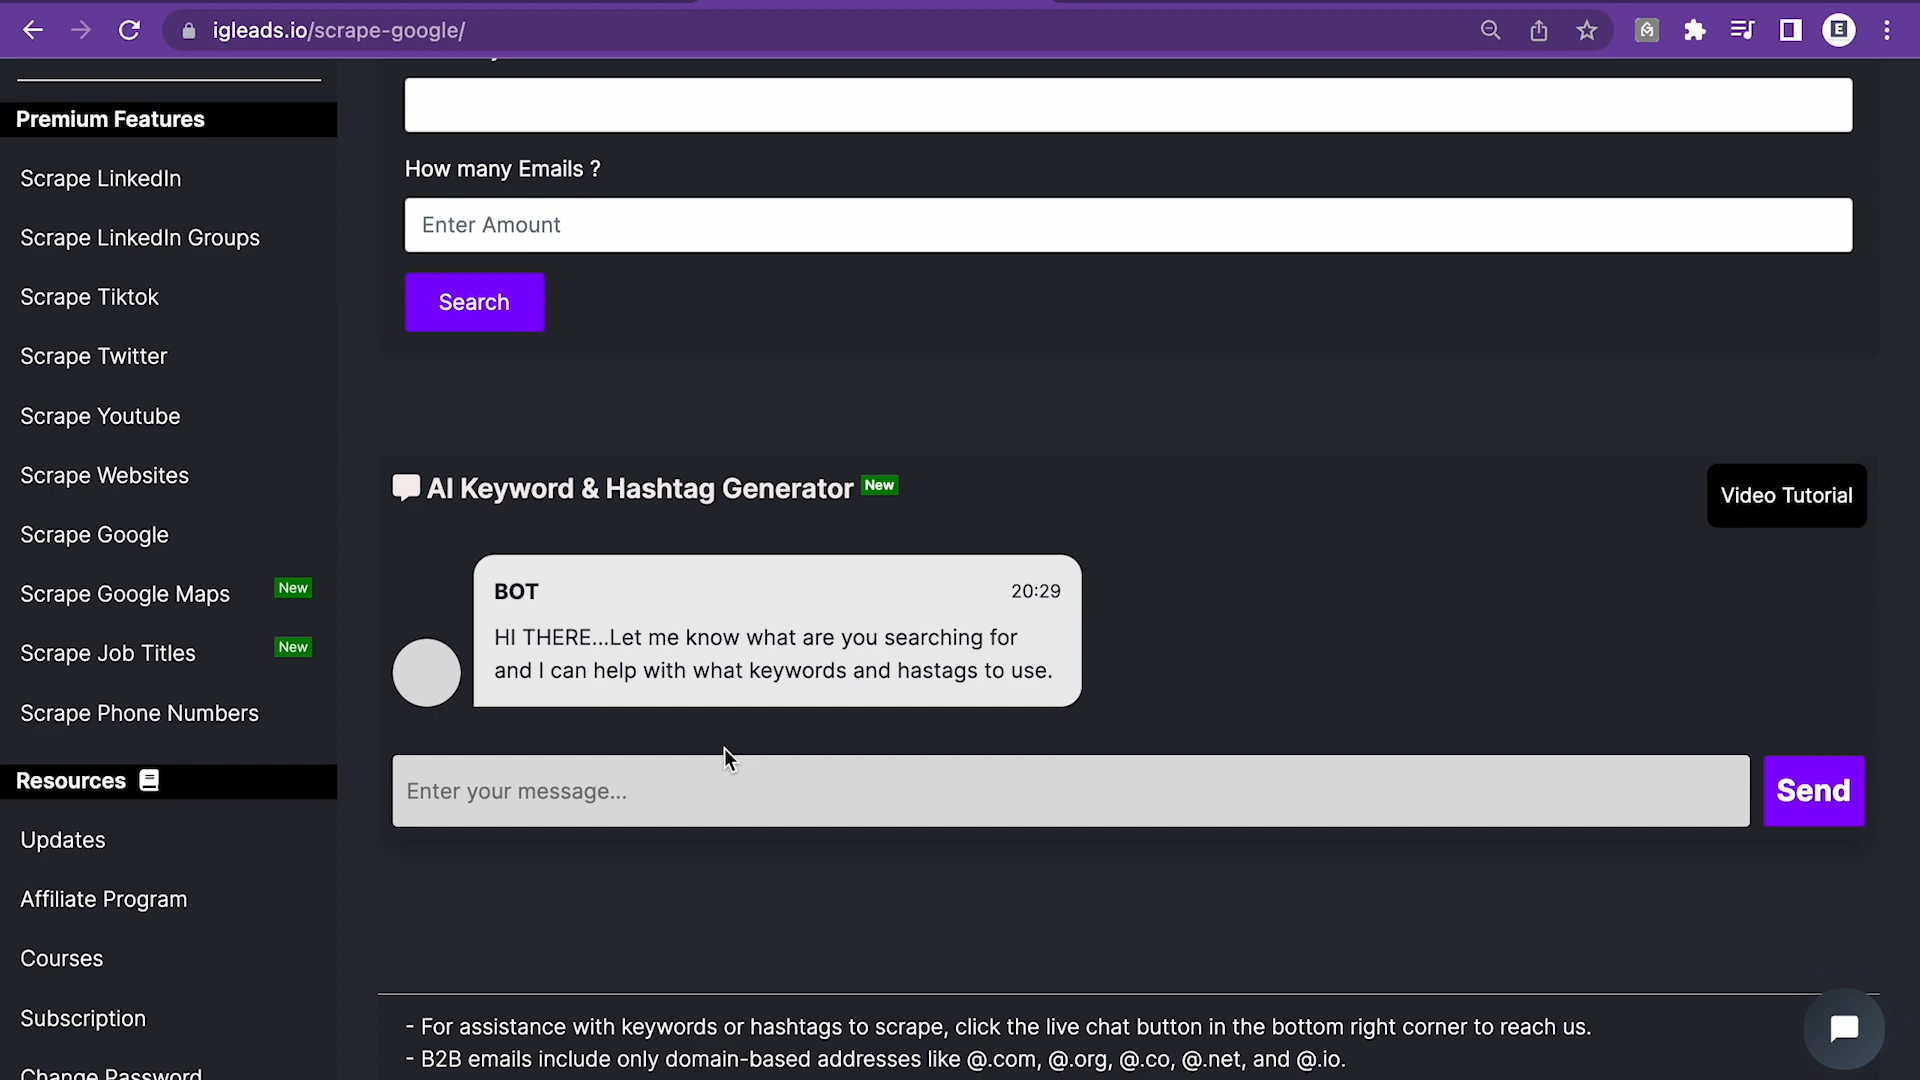 igleads.io/scrape-google/
E
Premium Features
Scrape LinkedIn
Scrape LinkedIn Groups
Scrape Tiktok
Scrape Twitter
Scrape Youtube
Scrape Websites
Scrape Google
Scrape Google Maps New
Scrape Job Titles New
Scrape Phone Numbers
Resources
Updates
Affiliate Program
Courses
Subscription
Change Password
How many Emails ?
Enter Amount
Search
AI Keyword & Hashtag Generator New
Video Tutorial
BOT 20:29
HI THERE...Let me know what are you searching for
and I can help with what keywords and hastags to use.
Enter your message...
Send
- For assistance with keywords or hashtags to scrape, click the live chat button in the bottom right corner to reach us.
- B2B emails include only domain-based addresses like @.com, @.org, @.co, @.net, and @.io.